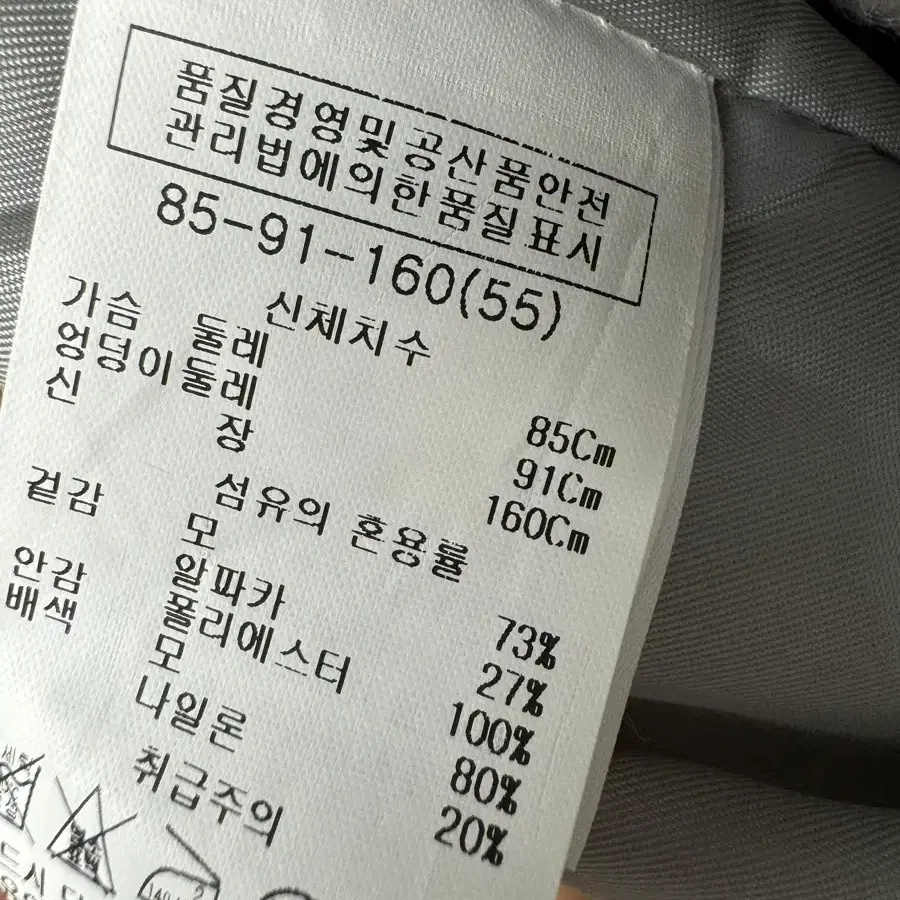 품질경영및공산품안전
관리법에의한품질표시
85-91-160(55)
신체치수
가슴 둘레 85Cm
엉덩이둘레 91Cm
신 장 160Cm
섬유의 혼용률
겉감 모 73%
알파카 27%
안감 폴리에스터 100%
배색 모 80%
나일론 20%
취급주의